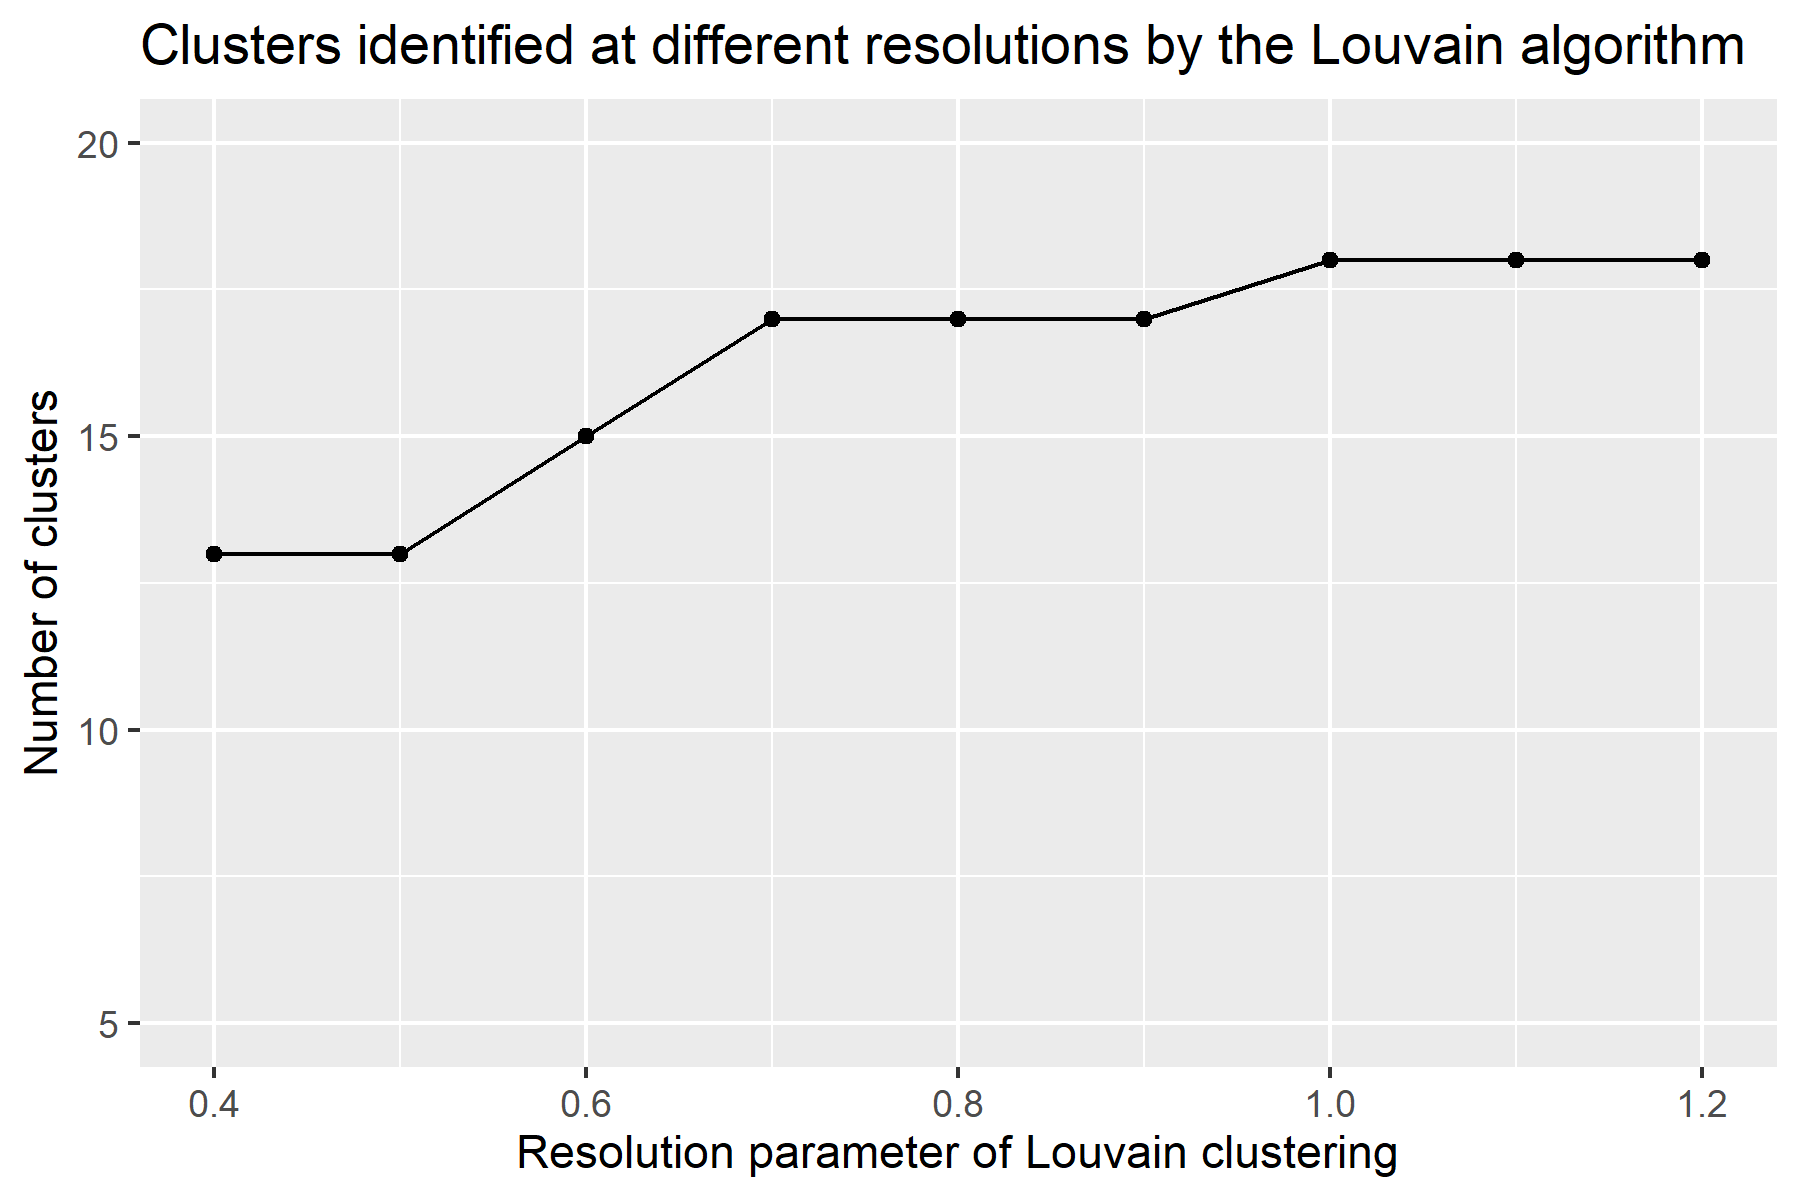 Clusters identified at different resolutions by the Louvain algorithm
Number of clusters
20
15
10
5
0.4 0.6 0.8 1.0 1.2
Resolution parameter of Louvain clustering